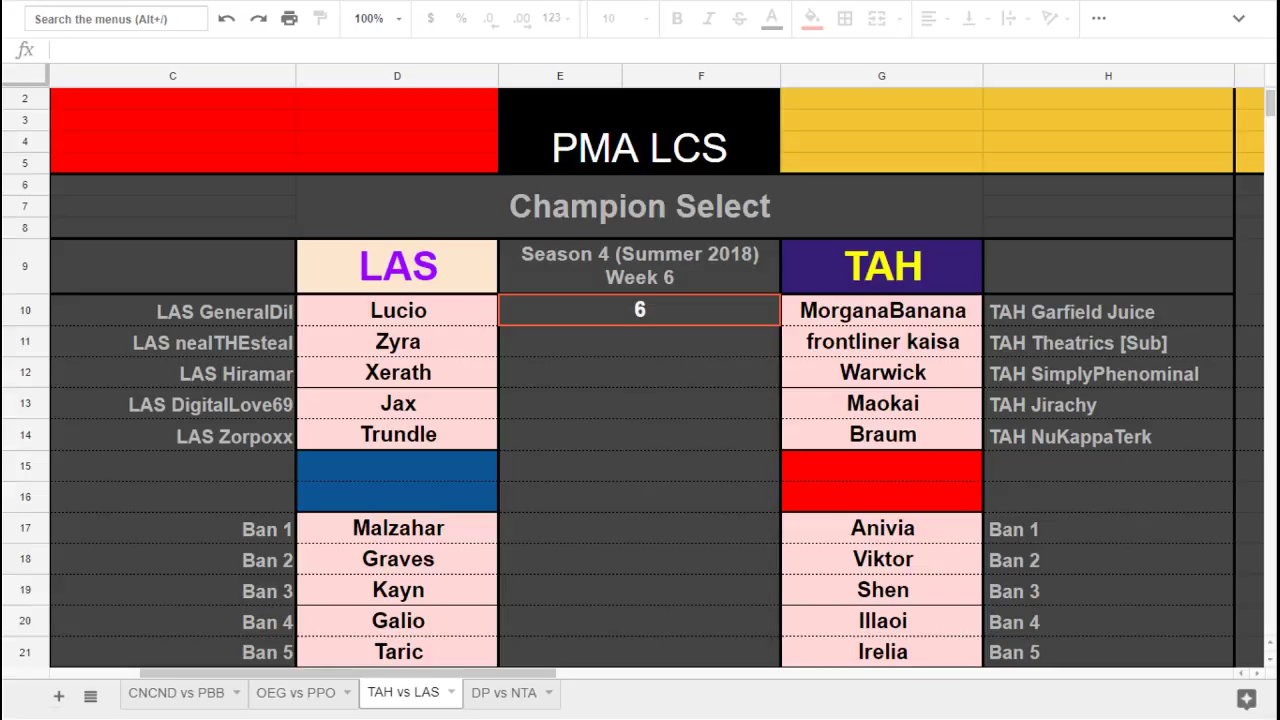 Search the menus (Alt+/) 100% $ % .0 .00 123 10 B I S A
fx
C D E F G H
2
3
4 PMA LCS
5
6
7 Champion Select
8
9 LAS Season 4 (Summer 2018) TAH
Week 6
10 LAS GeneralDil Lucio 6 MorganaBanana TAH Garfield Juice
11 LAS nealTHEsteal Zyra frontliner kaisa TAH Theatrics [Sub]
12 LAS Hiramar Xerath Warwick TAH SimplyPhenominal
13 LAS DigitalLove69 Jax Maokai TAH Jirachy
14 LAS Zorpoxx Trundle Braum TAH NuKappaTerk
15
16
17 Ban 1 Malzahar Anivia Ban 1
18 Ban 2 Graves Viktor Ban 2
19 Ban 3 Kayn Shen Ban 3
20 Ban 4 Galio Illaoi Ban 4
21 Ban 5 Taric Irelia Ban 5
CNCND vs PBB OEG vs PPO TAH vs LAS DP vs NTA